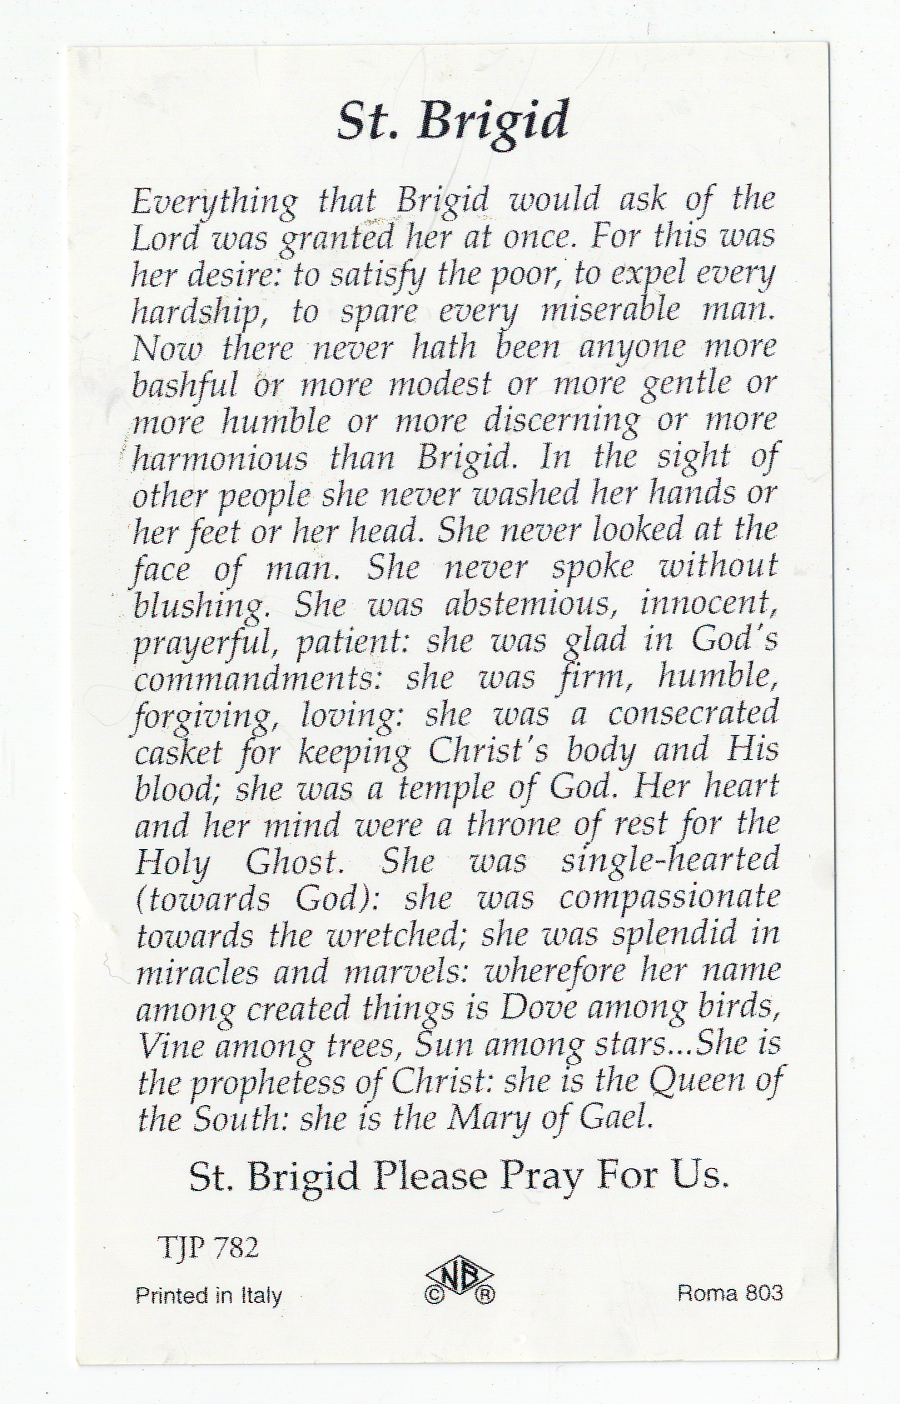 St. Brigid
Everything that Brigid would ask of the
Lord was granted her at once. For this was
her desire: to satisfy the poor, to expel every
hardship, to spare every miserable man.
Now there never hath been anyone more
bashful or more modest or more gentle or
more humble or more discerning or more
harmonious than Brigid. In the sight of
other people she never washed her hands or
her feet or her head. She never looked at the
face of man. She never spoke without
blushing. She was abstemious, innocent,
prayerful, patient: she was glad in God's
commandments: she was firm, humble,
forgiving, loving: she was a consecrated
casket for keeping Christ's body and His
blood; she was a temple of God. Her heart
and her mind were a throne of rest for the
Holy Ghost. She was single-hearted
(towards God): she was compassionate
towards the wretched; she was splendid in
miracles and marvels: wherefore her name
among created things is Dove among birds,
Vine among trees, Sun among stars...She is
the prophetess of Christ: she is the Queen of
the South: she is the Mary of Gael.
St. Brigid Please Pray For Us.
TJP 782
NB
© ®
Printed in Italy
Roma 803